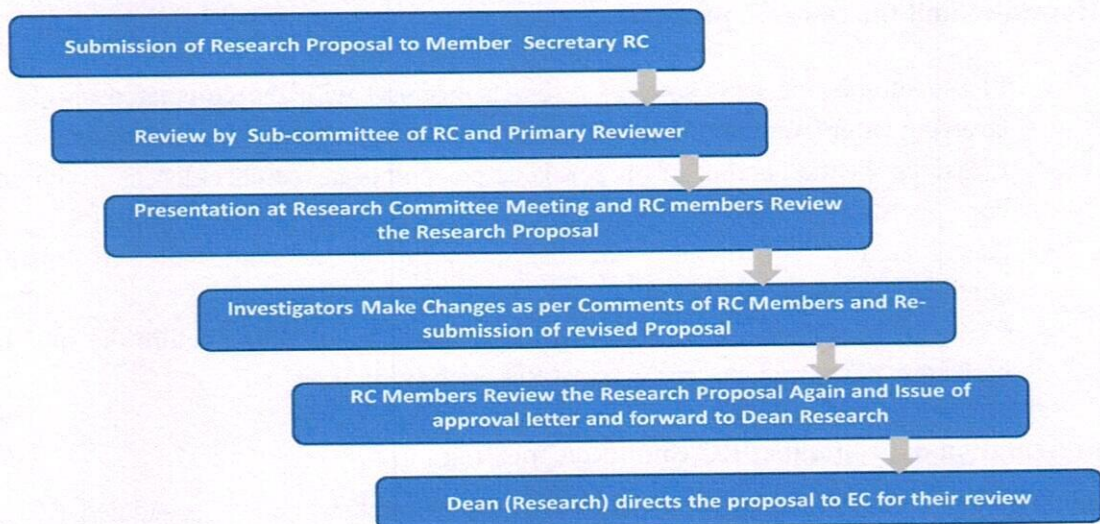 Submission of Research Proposal to Member Secretary RC
Review by Sub-committee of RC and Primary Reviewer
Presentation at Research Committee Meeting and RC members Review
the Research Proposal
Investigators Make Changes as per Comments of RC Members and Re-
submission of revised Proposal
RC Members Review the Research Proposal Again and Issue of
approval letter and forward to Dean Research
Dean (Research) directs the proposal to EC for their review